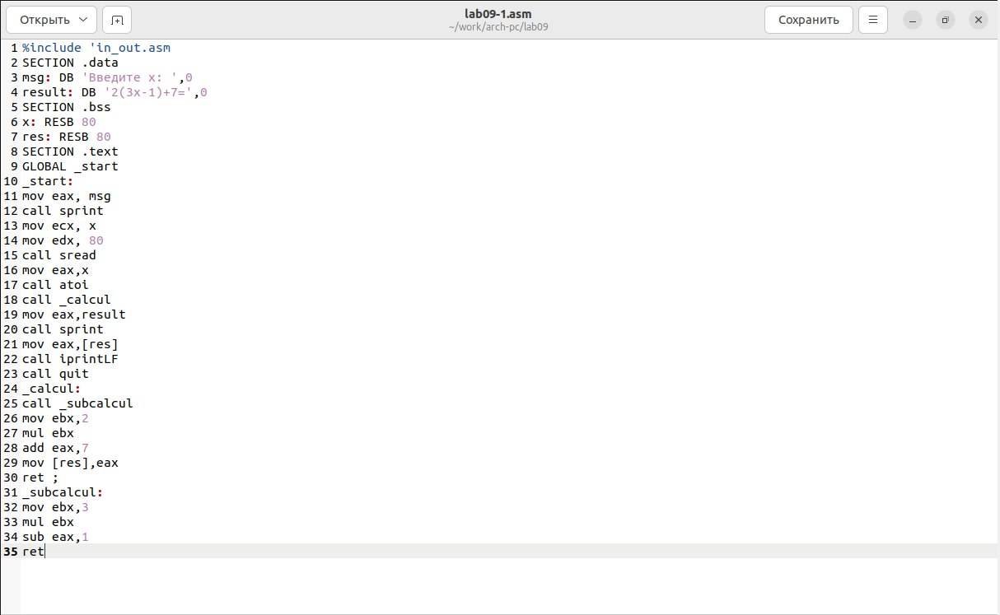 Открыть
lab09-1.asm
~/work/arch-pc/lab09
Сохранить
1 %include 'in_out.asm
2 SECTION .data
3 msg: DB 'Введите x: ',0
4 result: DB '2(3x-1)+7=',0
5 SECTION .bss
6 x: RESB 80
7 res: RESB 80
8 SECTION .text
9 GLOBAL _start
10 _start:
11 mov eax, msg
12 call sprint
13 mov ecx, x
14 mov edx, 80
15 call sread
16 mov eax,x
17 call atoi
18 call _calcul
19 mov eax,result
20 call sprint
21 mov eax,[res]
22 call iprintLF
23 call quit
24 _calcul:
25 call _subcalcul
26 mov ebx,2
27 mul ebx
28 add eax,7
29 mov [res],eax
30 ret ;
31 _subcalcul:
32 mov ebx,3
33 mul ebx
34 sub eax,1
35 ret